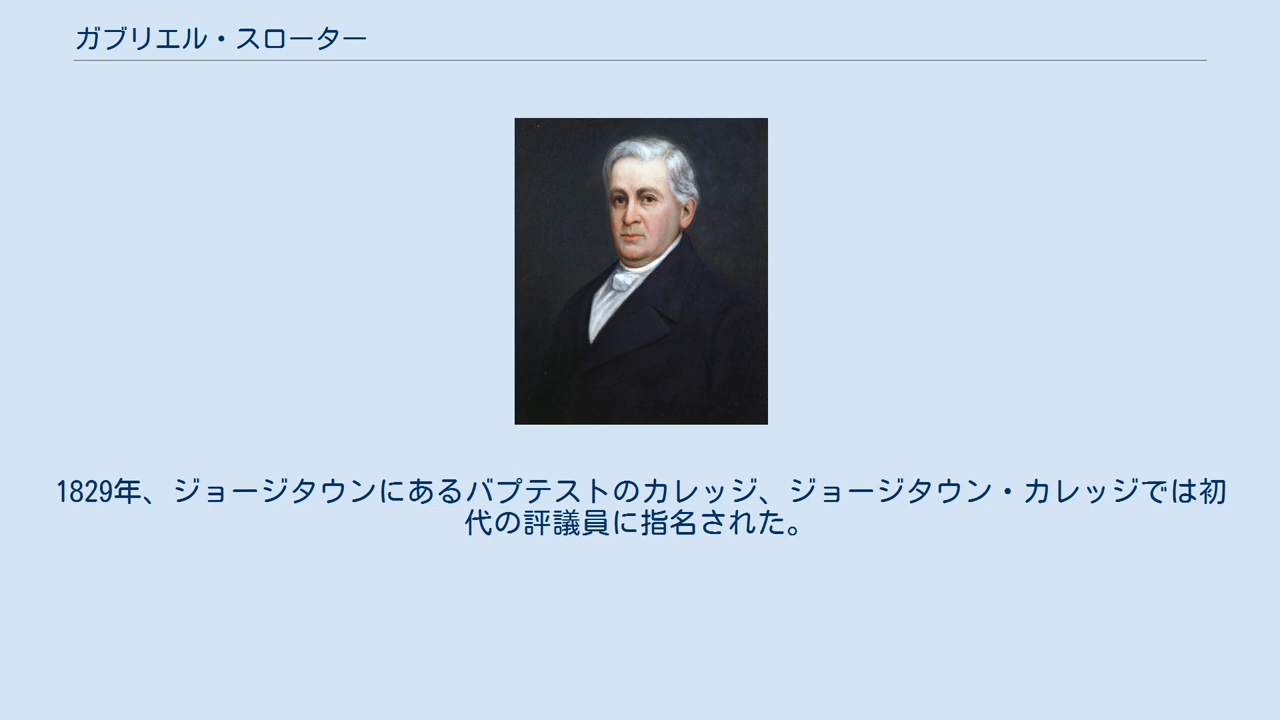 ガブリエル・スローター
1829年、ジョージタウンにあるバプテストのカレッジ、ジョージタウン・カレッジでは初
代の評議員に指名された。